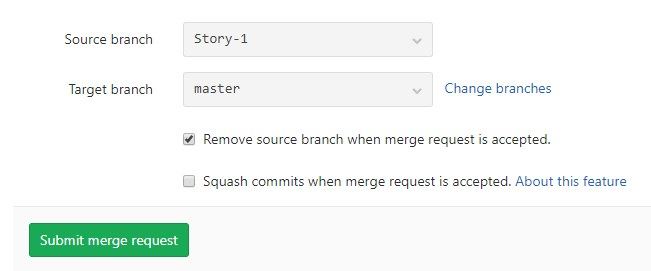 Source branch Story-1
Target branch master Change branches
Remove source branch when merge request is accepted.
Squash commits when merge request is accepted. About this feature
Submit merge request